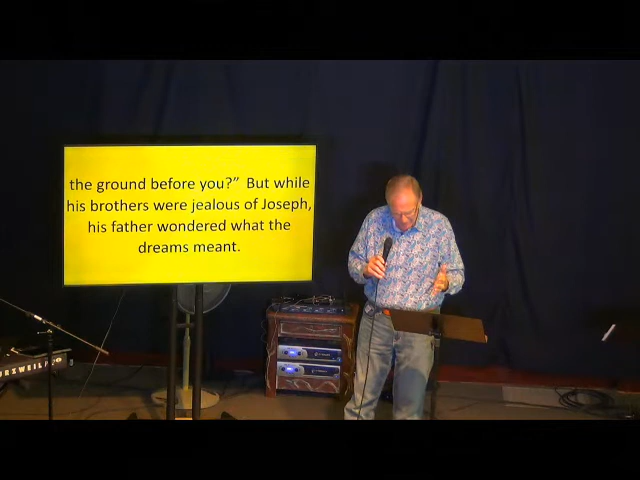 the ground before you?” But while
his brothers were jealous of Joseph,
his father wondered what the
dreams meant.
KURZWEIL